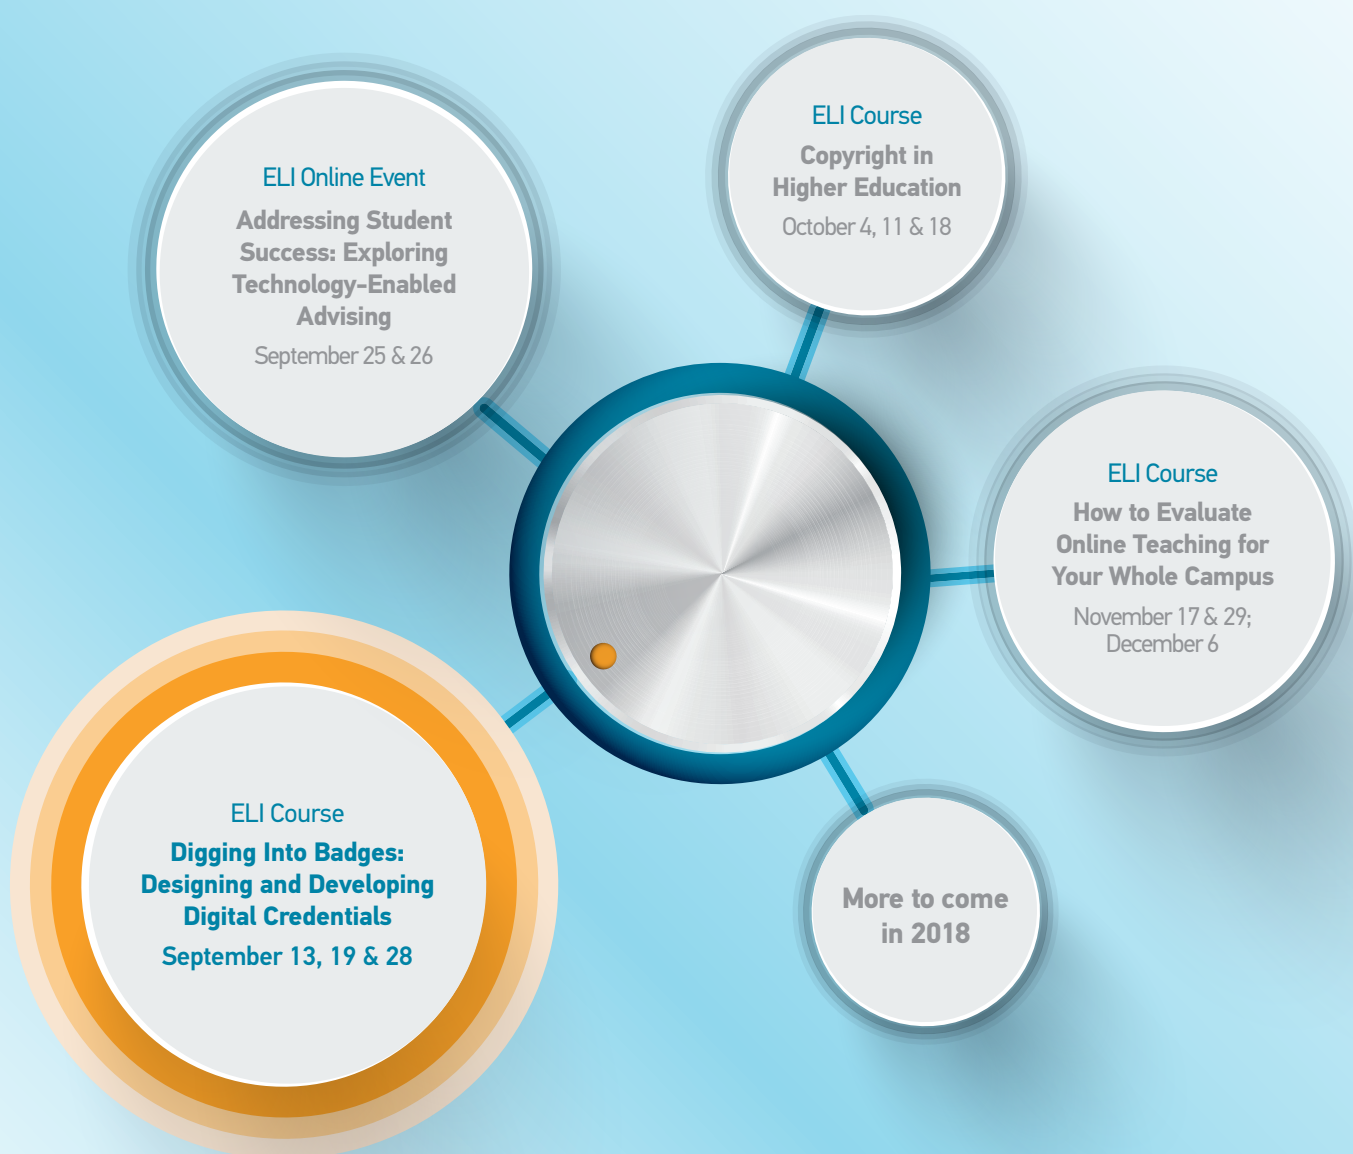 ELI Online Event
Addressing Student
Success: Exploring
Technology-Enabled
Advising
September 25 & 26
ELI Course
Copyright in
Higher Education
October 4, 11 & 18
ELI Course
How to Evaluate
Online Teaching for
Your Whole Campus
November 17 & 29;
December 6
ELI Course
Digging Into Badges:
Designing and Developing
Digital Credentials
September 13, 19 & 28
More to come
in 2018